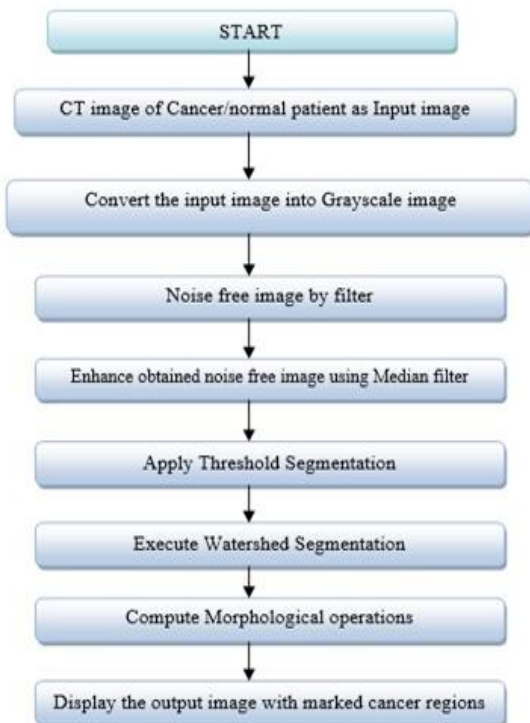 START
CT image of Cancer/normal patient as Input image
Convert the input image into Grayscale image
Noise free image by filter
Enhance obtained noise free image using Median filter
Apply Threshold Segmentation
Execute Watershed Segmentation
Compute Morphological operations
Display the output image with marked cancer regions